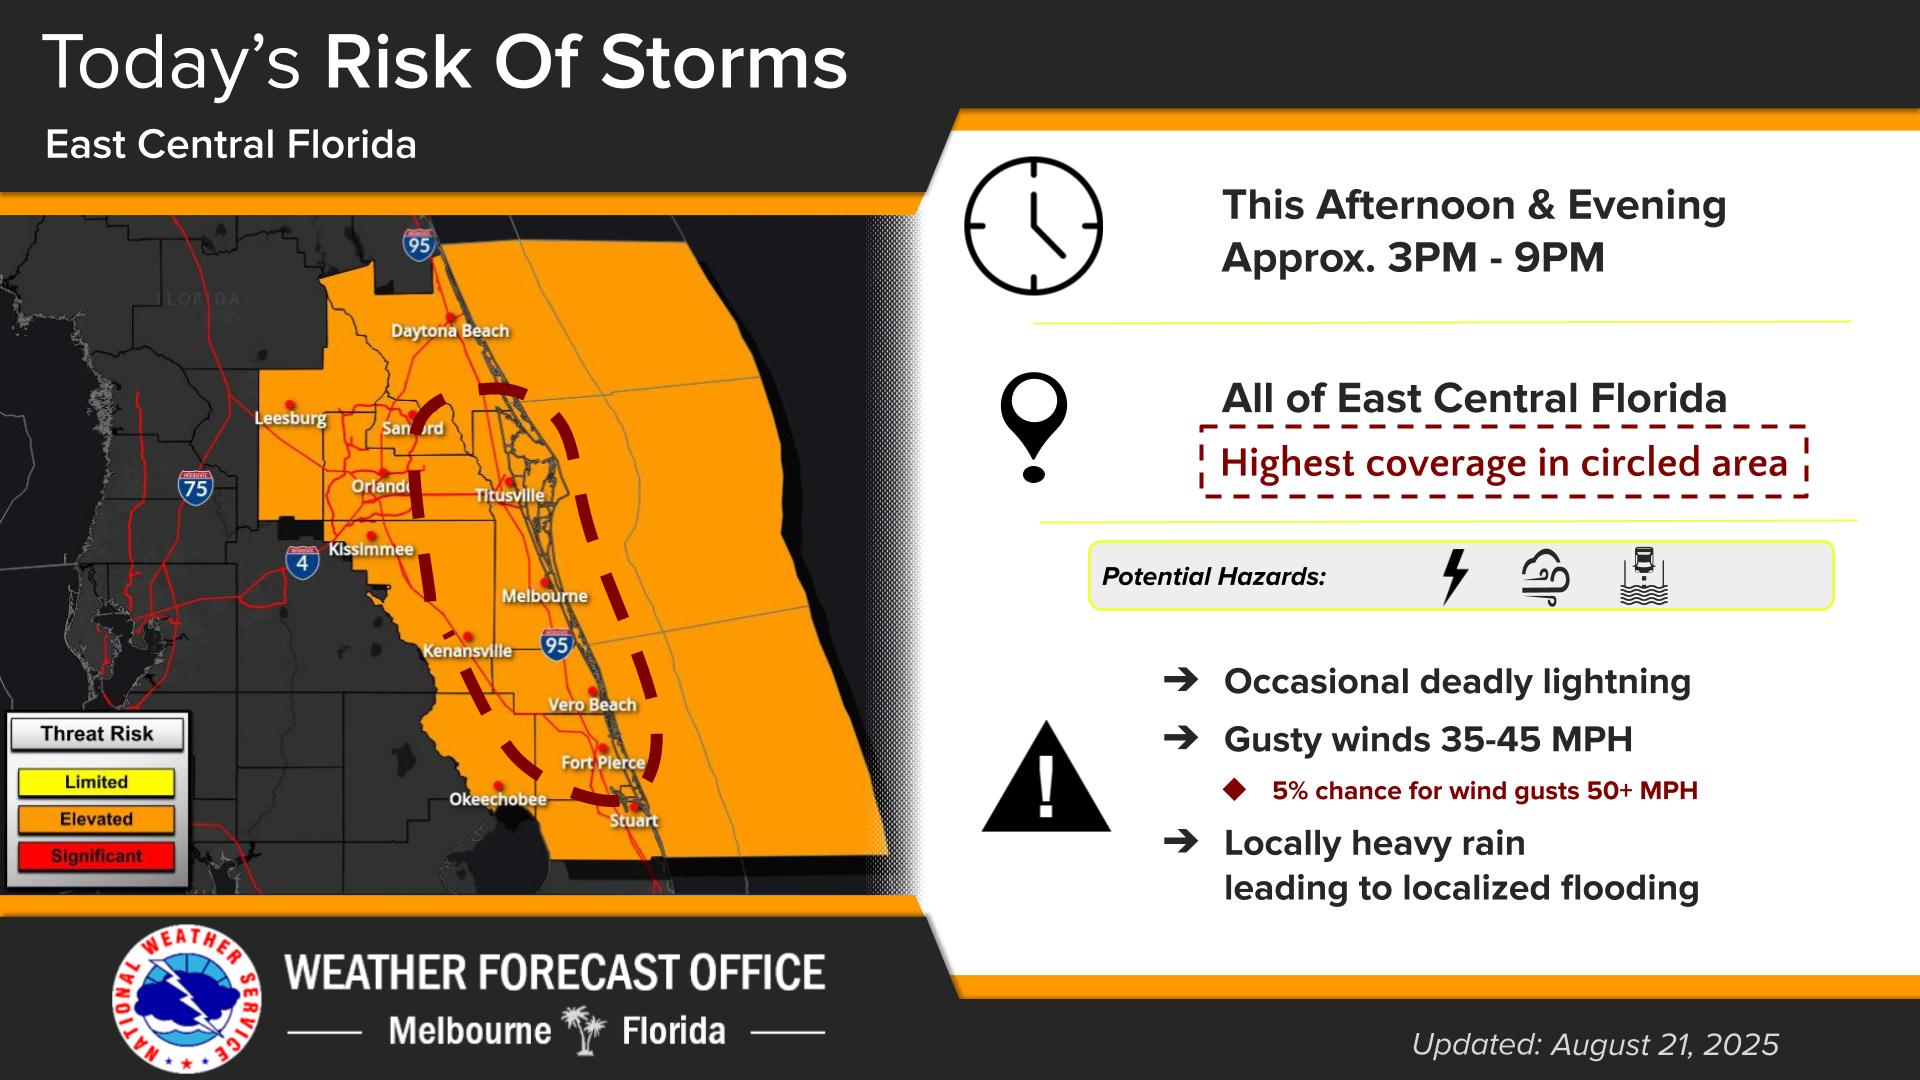 Today's Risk Of Storms
East Central Florida
This Afternoon & Evening
Approx. 3PM - 9PM
All of East Central Florida
Highest coverage in circled area
Potential Hazards:
➔ Occasional deadly lightning
➔ Gusty winds 35-45 MPH
◆ 5% chance for wind gusts 50+ MPH
➔ Locally heavy rain
leading to localized flooding
!
FLORIDA
INTERSTATE
95
Daytona Beach
Leesburg
Sanford
INTERSTATE
75
Orlando
Titusville
Kissimmee
INTERSTATE
4
Melbourne
Kenansville
INTERSTATE
95
Vero Beach
Fort Pierce
Okeechobee
Stuart
Threat Risk
Limited
Elevated
Significant
NATIONAL WEATHER SERVICE
WEATHER FORECAST OFFICE
Melbourne Florida
Updated: August 21, 2025